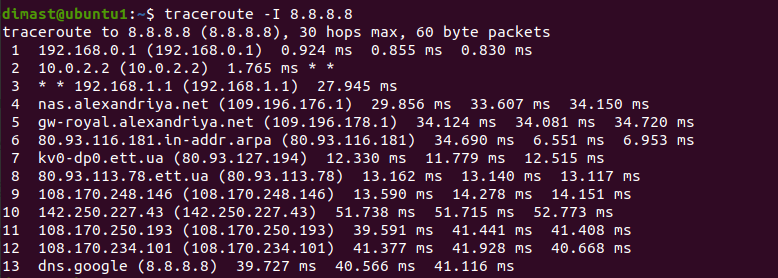 dimast@ubuntu1:~$ traceroute -I 8.8.8.8
traceroute to 8.8.8.8 (8.8.8.8), 30 hops max, 60 byte packets
 1  192.168.0.1 (192.168.0.1)  0.924 ms  0.855 ms  0.830 ms
 2  10.0.2.2 (10.0.2.2)  1.765 ms * *
 3  * * 192.168.1.1 (192.168.1.1)  27.945 ms
 4  nas.alexandriya.net (109.196.176.1)  29.856 ms  33.607 ms  34.150 ms
 5  gw-royal.alexandriya.net (109.196.178.1)  34.124 ms  34.081 ms  34.720 ms
 6  80.93.116.181.in-addr.arpa (80.93.116.181)  34.690 ms  6.551 ms  6.953 ms
 7  kv0-dp0.ett.ua (80.93.127.194)  12.330 ms  11.779 ms  12.515 ms
 8  80.93.113.78.ett.ua (80.93.113.78)  13.162 ms  13.140 ms  13.117 ms
 9  108.170.248.146 (108.170.248.146)  13.590 ms  14.278 ms  14.151 ms
10  142.250.227.43 (142.250.227.43)  51.738 ms  51.715 ms  52.773 ms
11  108.170.250.193 (108.170.250.193)  39.591 ms  41.441 ms  41.408 ms
12  108.170.234.101 (108.170.234.101)  41.377 ms  41.928 ms  40.668 ms
13  dns.google (8.8.8.8)  39.727 ms  40.566 ms  41.116 ms